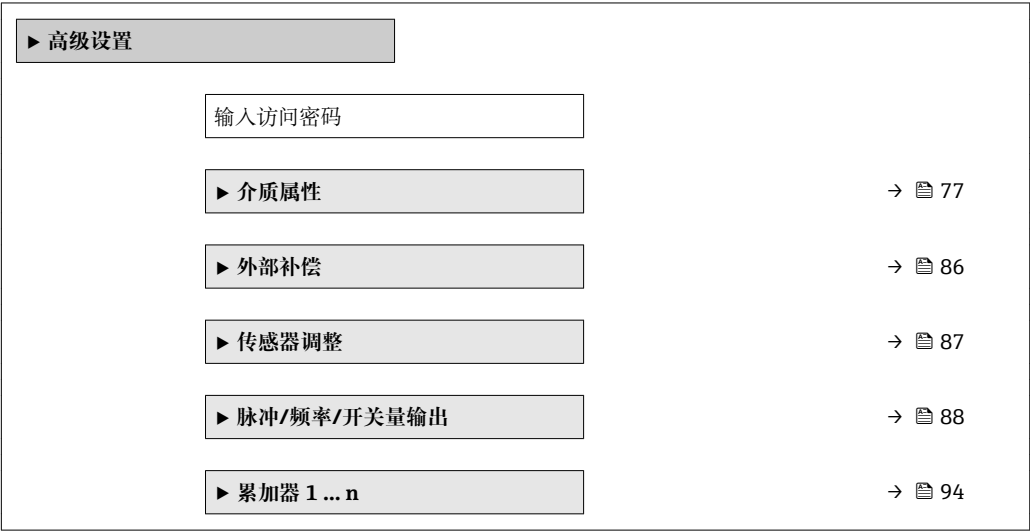 ▶ 高级设置
输入访问密码
▶ 介质属性 → 77
▶ 外部补偿 → 86
▶ 传感器调整 → 87
▶ 脉冲/频率/开关量输出 → 88
▶ 累加器 1 ... n → 94